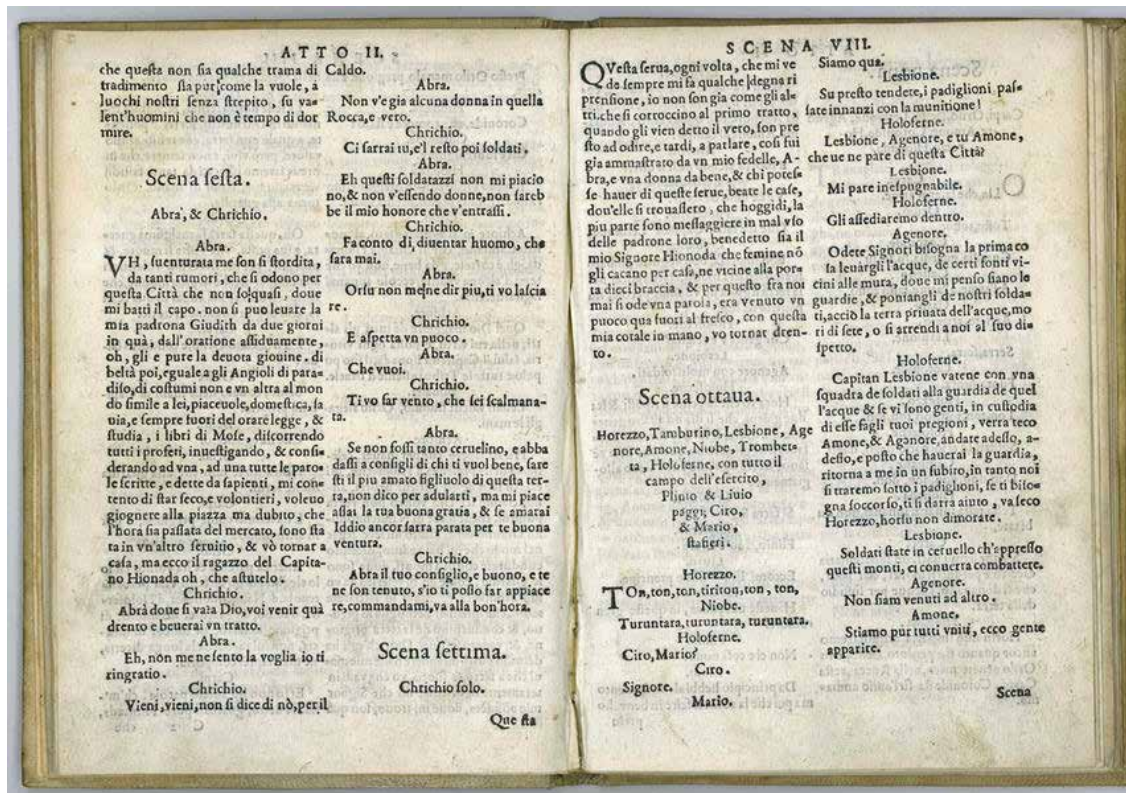 ATTO II.
che questa non sia qualche trama di
tradimento sia pur come la vuole, a
luochi nostri senza strepito, su va=
lent'huomini che non è tempo di dor
mire.
Scena sesta.
Abra, & Chrichio.
Abra.
VH, suenturata me son sì stordita,
da tanti rumori, che si odono per
questa Città che non so quasi, doue
mi batti il capo. non si puo leuare la
mia padrona Giudith da due giorni
in quà, dall'oratione assiduamente,
oh, gli e pure la deuota giouine. di
beltà poi, eguale a gli Angioli di para=
diso, di costumi non e vn altra al mon
do simile a lei, piaceuole, domestica, sa
uia, e sempre fuori del orare legge, &
studia, i libri di Mose, discorrendo
tutti i profeti, inuestigando, & consi=
derando ad vna, ad una tutte le paro=
le scritte, e dette da sapienti, mi con=
tento di star seco, e volontieri, voleuo
giognere alla piazza ma dubito, che
l'hora sia passata del mercato, sono sta
ta in vn'altro seruitio, & vò tornar a
casa, ma ecco il ragazzo del Capita=
no Hionada oh, che astutelo.
Chrichio.
Abra doue si va? a Dio, voi venir quà
drento e beuerai vn tratto.
Abra.
Eh, non me ne sento la voglia io ti
ringratio.
Chrichio.
Vieni, vieni, non si dice di nò, per il
Caldo.
Abra.
Non v'e gia alcuna donna in quella
Rocca, e vero.
Chrichio.
Ci sarrai tu, e'l resto poi soldati.
Abra.
Eh questi soldatazzi non mi piacio
no, & non v'essendo donne, non sareb
be il mio honore che v'entrassi.
Chrichio.
Fa conto di, diuentar huomo, che
sara mai.
Abra.
Orsu non mene dir piu, ti vo lascia
re.
Chrichio.
E aspetta vn puoco.
Abra.
Che vuoi.
Chrichio.
Ti vo far vento, che sei scalmana=
ta.
Abra.
Se non fossi tanto ceruelino, e abba
dassi a consigli di chi ti vuol bene, sare
sti il piu amato figliuolo di questa ter=
ra, non dico per adularti, ma mi piace
assai la tua buona gratia, & se amarai
Iddio ancor sarra parata per te buona
ventura.
Chrichio.
Abra il tuo consiglio, e buono, e te
ne son tenuto, s'io ti posso far appiace
re, commandami, va alla bon'hora.
Scena settima.
Chrichio solo.
Que sta
SCENA VIII.
QVesta serua, ogni volta, che mi ve
de sempre mi fa qualche sdegna ri
prensione, io non son gia come gli al=
tri. che si corroccino al primo tratto,
quando gli vien detto il vero, son pre
sto ad odire, e tardi, a parlare, cosi fui
gia ammastrato da vn mio fedelle, A=
bra, e vna donna da bene, & chi potes=
se hauer di queste serue, beate le case,
dou'elle si trouassero, che hoggidi, la
piu parte sono messaggiere in mal vso
delle padrone loro, benedetto sia il
mio Signore Hionoda che femine nõ
gli cacano per casa, ne vicine alla por=
ta dieci braccia, & per questo fra noi
mai si ode vna parola, era venuto vn
puoco qua fuori al fresco, con questa
mia cotale in mano, vo tornar dren=
to.
Scena ottaua.
Horezzo, Tamburino, Lesbione, Age
nore, Amone, Niobe, Trombet=
ta, Holoferne, con tutto il
campo dell'esercito,
Plinio & Liuio
paggi, Ciro,
& Mario,
stafieri.
Horezzo.
TOn, ton, ton, tiriton, ton, ton,
Niobe.
Turuntara, turuntara, turuntara.
Holoferne.
Ciro, Mario?
Ciro.
Signore.
Mario.
Siamo qua.
Lesbione.
Su presto tendete, i padiglioni pas=
sate innanzi con la munitione!
Holoferne.
Lesbione, Agenore, e tu Amone,
che ue ne pare di questa Città?
Lesbione.
Mi pare inespugnabile.
Holoferne.
Gli assediaremo dentro.
Agenore.
Odete Signori bisogna la prima co
sa leuargli l'acque, de certi fonti vi=
cini alle mura, doue mi penso siano le
guardie, & poniangli de nostri solda=
ti, acciò la terra priuata dell'acque, mo
ri di sete, o si arrendi a noi al suo di=
spetto.
Holoferne.
Capitan Lesbione vatene con vna
squadra de soldati alla guardia de quel
l'acque & se vi sono genti, in custodia
di esse fagli tuoi pregioni, verra teco
Amone, & Aganore, andate adesso, a=
desso, e posto che hauerai la guardia,
ritorna a me in un subito, in tanto noi
si traremo sotto i padiglioni, se ti biso=
gna soccorso, ti si darra aiuto, va seco
Horezzo, horsu non dimorate.
Lesbione.
Soldati state in ceruello ch'appresso
questi monti, ci conuerra combattere.
Agenore.
Non siam venuti ad altro.
Amone.
Stiamo pur tutti vniti, ecco gente
apparire.
Scena